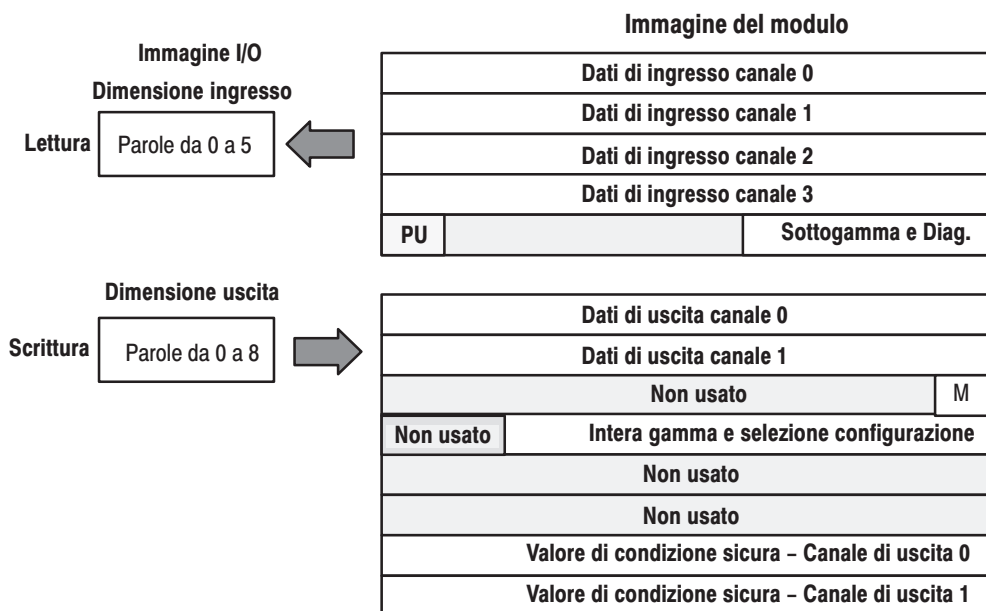 Immagine del modulo
Immagine I/O
Dimensione ingresso
Lettura
Parole da 0 a 5
Dati di ingresso canale 0
Dati di ingresso canale 1
Dati di ingresso canale 2
Dati di ingresso canale 3
PU
Sottogamma e Diag.
Dimensione uscita
Scrittura
Parole da 0 a 8
Dati di uscita canale 0
Dati di uscita canale 1
Non usato
M
Non usato
Intera gamma e selezione configurazione
Non usato
Non usato
Valore di condizione sicura – Canale di uscita 0
Valore di condizione sicura – Canale di uscita 1